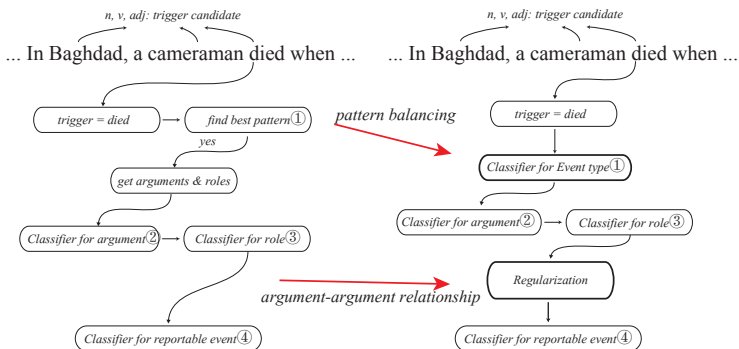 n, v, adj: trigger candidate
... In Baghdad, a cameraman died when ...
trigger = died
find best pattern①
yes
get arguments & roles
Classifier for argument②
Classifier for role③
Classifier for reportable event④
pattern balancing
argument-argument relationship
n, v, adj: trigger candidate
... In Baghdad, a cameraman died when ...
trigger = died
Classifier for Event type①
Classifier for argument②
Classifier for role③
Regularization
Classifier for reportable event④